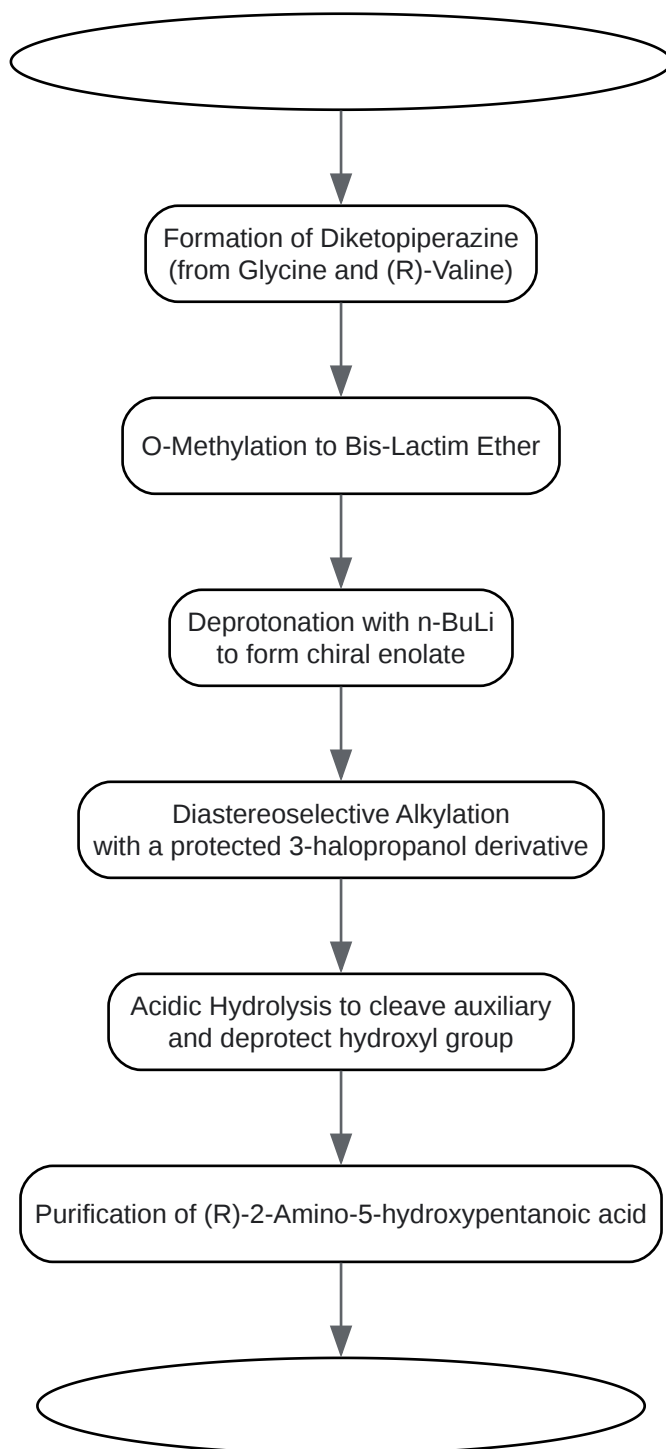 Formation of Diketopiperazine
(from Glycine and (R)-Valine)
O-Methylation to Bis-Lactim Ether
Deprotonation with n-BuLi
to form chiral enolate
Diastereoselective Alkylation
with a protected 3-halopropanol derivative
Acidic Hydrolysis to cleave auxiliary
and deprotect hydroxyl group
Purification of (R)-2-Amino-5-hydroxypentanoic acid